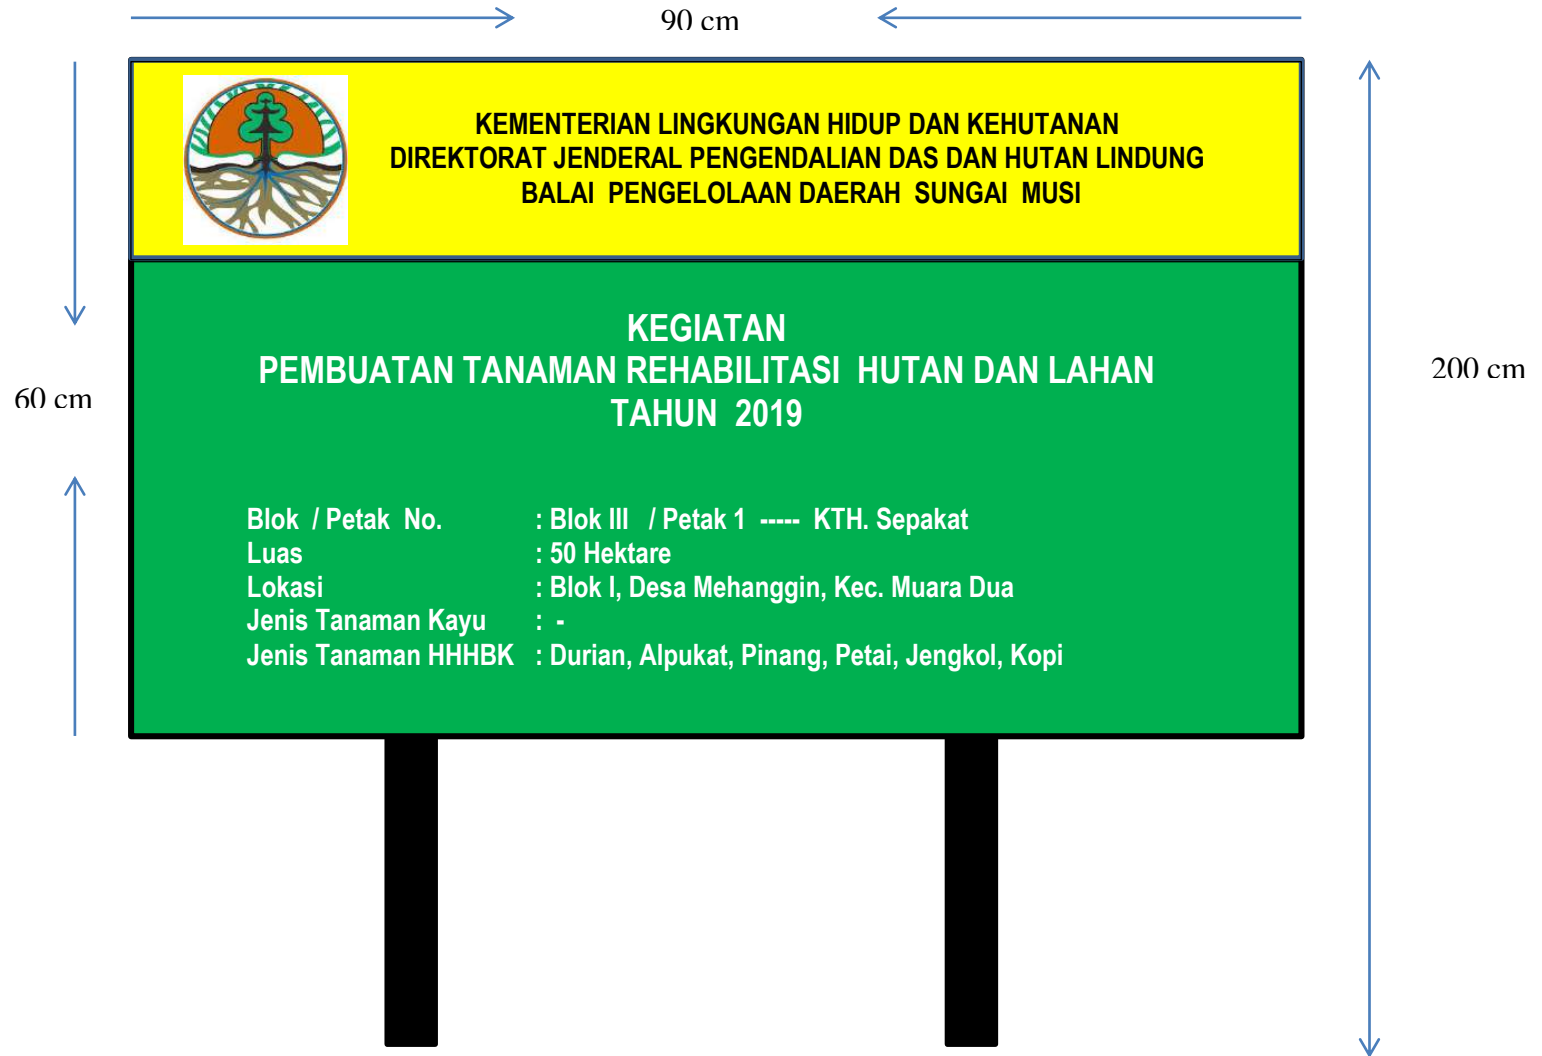 90 cm
KEMENTERIAN LINGKUNGAN HIDUP DAN KEHUTANAN
DIREKTORAT JENDERAL PENGENDALIAN DAS DAN HUTAN LINDUNG
BALAI PENGELOLAAN DAERAH SUNGAI MUSI
KEGIATAN
PEMBUATAN TANAMAN REHABILITASI HUTAN DAN LAHAN
TAHUN 2019
60 cm
200 cm
Blok / Petak No. : Blok III / Petak 1 ----- KTH. Sepakat
Luas : 50 Hektare
Lokasi : Blok I, Desa Mehanggin, Kec. Muara Dua
Jenis Tanaman Kayu : -
Jenis Tanaman HHHBK : Durian, Alpukat, Pinang, Petai, Jengkol, Kopi